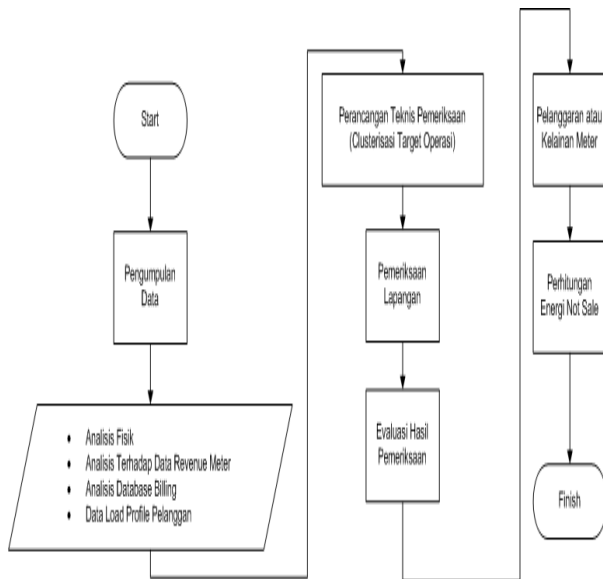 Start
Pengumpulan
Data
• Analisis Fisik
• Analisis Terhadap Data Revenue Meter
• Analisis Database Billing
• Data Load Profile Pelanggan
Perancangan Teknis Pemeriksaan
(Clusterisasi Target Operasi)
Pemeriksaan
Lapangan
Evaluasi Hasil
Pemeriksaan
Pelanggaran atau
Kelainan Meter
Perhitungan
Energi Not Sale
Finish